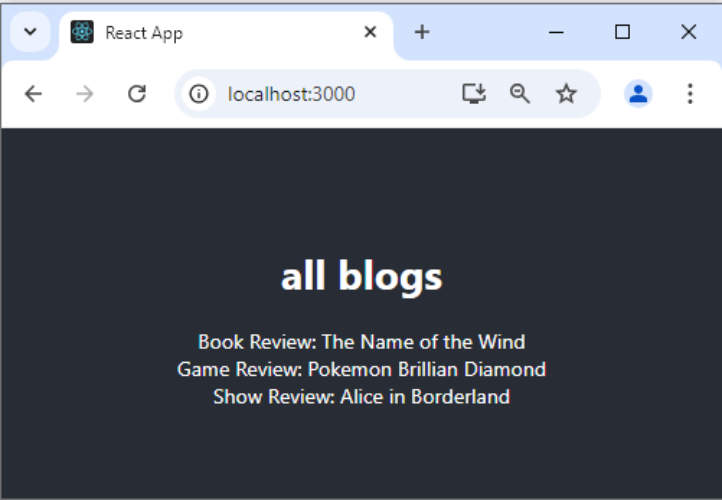 React App
localhost:3000
all blogs
Book Review: The Name of the Wind
Game Review: Pokemon Brillian Diamond
Show Review: Alice in Borderland